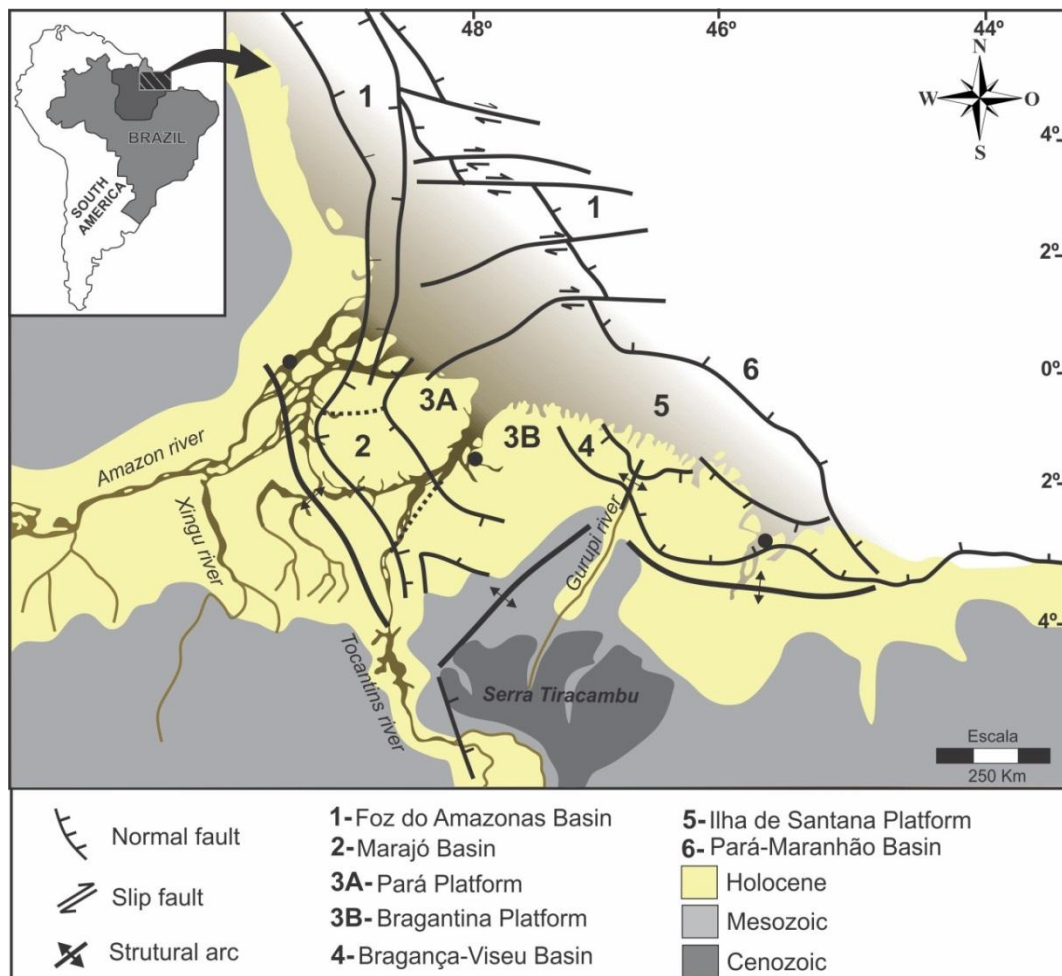 48º
46º
44º
BRAZIL
SOUTH
AMERICA
N
W
O
S
4º
2º
0º
2º
4º
1
1
6
5
3A
3B
4
2
Amazon river
Xingu river
Tocantins river
Gurupi river
Serra Tiracambu
Escala
250 Km
Normal fault
Slip fault
Strutural arc
1-Foz do Amazonas Basin
2-Marajó Basin
3A-Pará Platform
3B-Bragantina Platform
4-Bragança-Viseu Basin
5-Ilha de Santana Platform
6-Pará-Maranhão Basin
Holocene
Mesozoic
Cenozoic